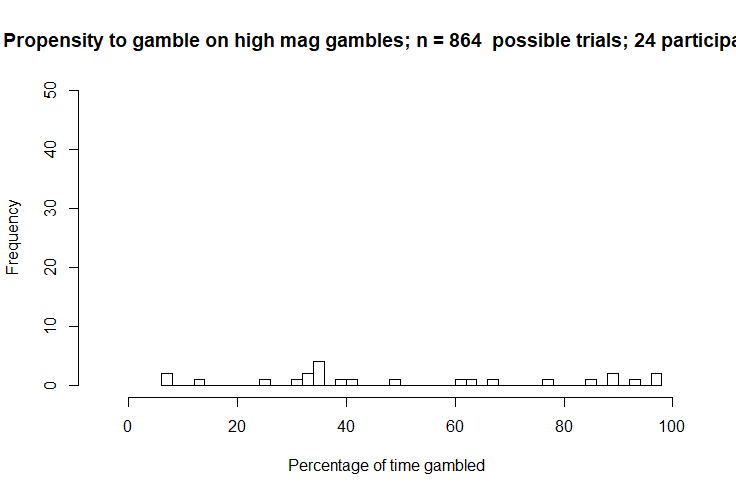 Propensity to gamble on high mag gambles; n = 864 possible trials; 24 participa
50
40
30
20
10
0
Frequency
0 20 40 60 80 100
Percentage of time gambled